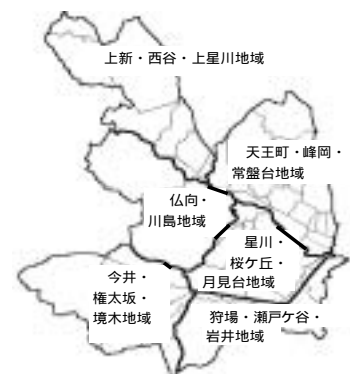 上新・西谷・上星川地域
天王町・峰岡・
常盤台地域
仏向・
川島地域
星川・
桜ケ丘・
月見台地域
今井・
権太坂・
境木地域
狩場・瀬戸ケ谷・
岩井地域